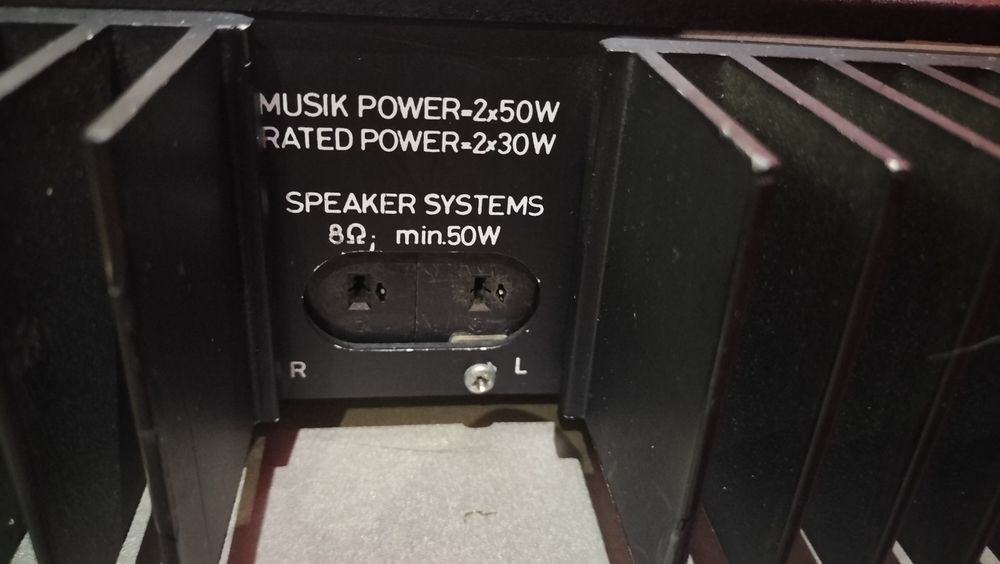 MUSIK POWER=2x50W
RATED POWER=2x30W
SPEAKER SYSTEMS
8Ω; min.50W
R L